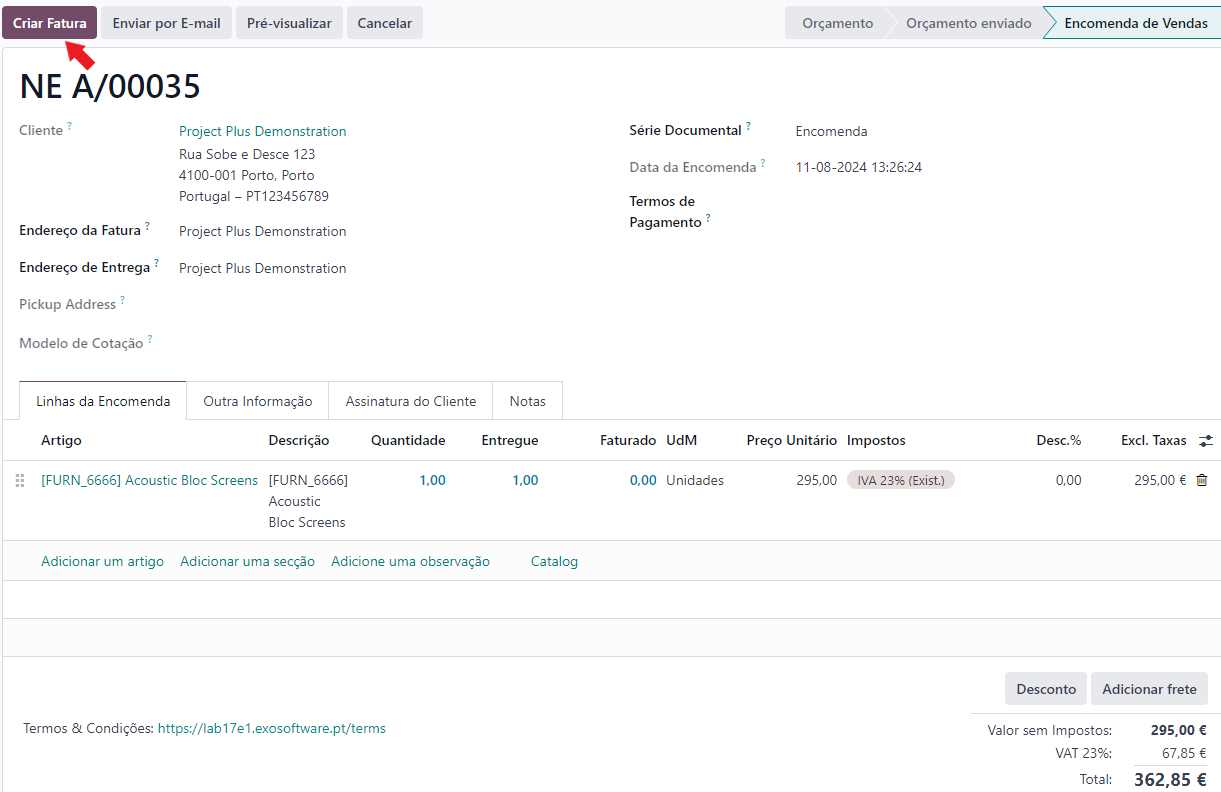 Criar Fatura Enviar por E-mail Pré-visualizar Cancelar Orçamento Orçamento enviado Encomenda de Vendas
NE A/00035
Cliente ? Project Plus Demonstration
Rua Sobe e Desce 123
4100-001 Porto, Porto
Portugal – PT123456789
Endereço da Fatura ? Project Plus Demonstration
Endereço de Entrega ? Project Plus Demonstration
Pickup Address ?
Modelo de Cotação ?
Série Documental ? Encomenda
Data da Encomenda ? 11-08-2024 13:26:24
Termos de
Pagamento ?
Linhas da Encomenda Outra Informação Assinatura do Cliente Notas
Artigo Descrição Quantidade Entregue Faturado UdM Preço Unitário Impostos Desc.% Excl. Taxas
[FURN_6666] Acoustic Bloc Screens [FURN_6666] 1,00 1,00 0,00 Unidades 295,00 IVA 23% (Exist.) 0,00 295,00 €
Acoustic
Bloc Screens
Adicionar um artigo Adicionar uma secção Adicione uma observação Catalog
Desconto Adicionar frete
Termos & Condições: https://lab17e1.exosoftware.pt/terms
Valor sem Impostos: 295,00 €
VAT 23%: 67,85 €
Total: 362,85 €